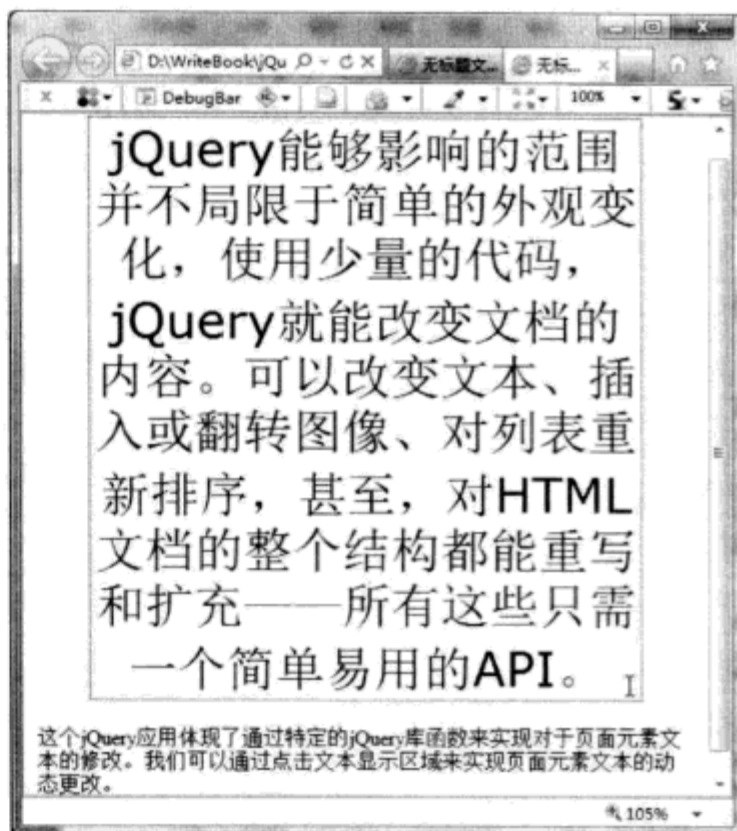 D:\WriteBook\jQu
无标题文...
无标...
DebugBar
100%
jQuery能够影响的范围
并不局限于简单的外观变
化，使用少量的代码，
jQuery就能改变文档的
内容。可以改变文本、插
入或翻转图像、对列表重
新排序，甚至，对HTML
文档的整个结构都能重写
和扩充——所有这些只需
一个简单易用的API。
这个jQuery应用体现了通过特定的jQuery库函数来实现对于页面元素文
本的修改。我们可以通过点击文本显示区域来实现页面元素文本的动
态更改。
105%